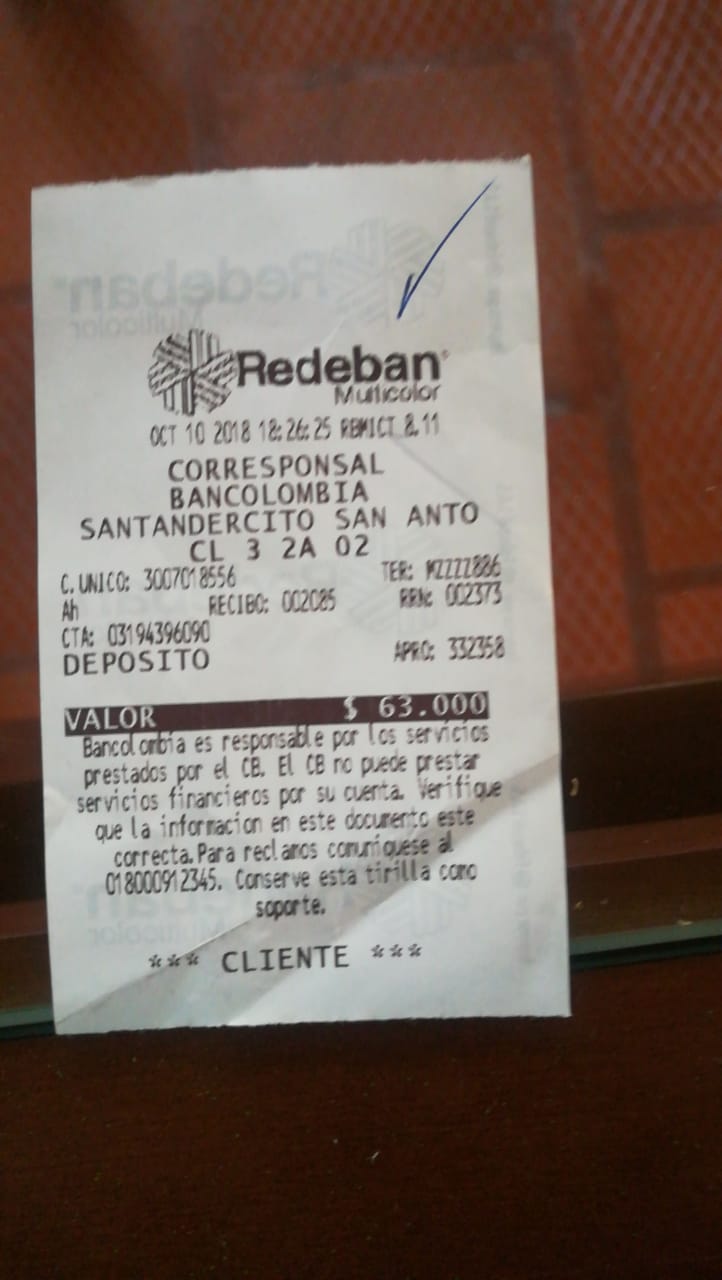 Redeban
Multicolor
OCT 10 2018 18:26:25 RBMICT 8.11
CORRESPONSAL
BANCOLOMBIA
SANTANDERCITO SAN ANTO
CL 3 2A 02
C. UNICO: 3007018556 TER: MZZZZ886
Ah RECIBO: 002085 RRN: 002373
CTA: 03194396090
DEPOSITO APRO: 332358
VALOR $ 63.000
Bancolombia es responsable por los servicios
prestados por el CB. El CB no puede prestar
servicios financieros por su cuenta. Verifique
que la informacion en este documento este
correcta.Para reclamos comuniquese al
018000912345. Conserve esta tirilla como
soporte.
*** CLIENTE ***